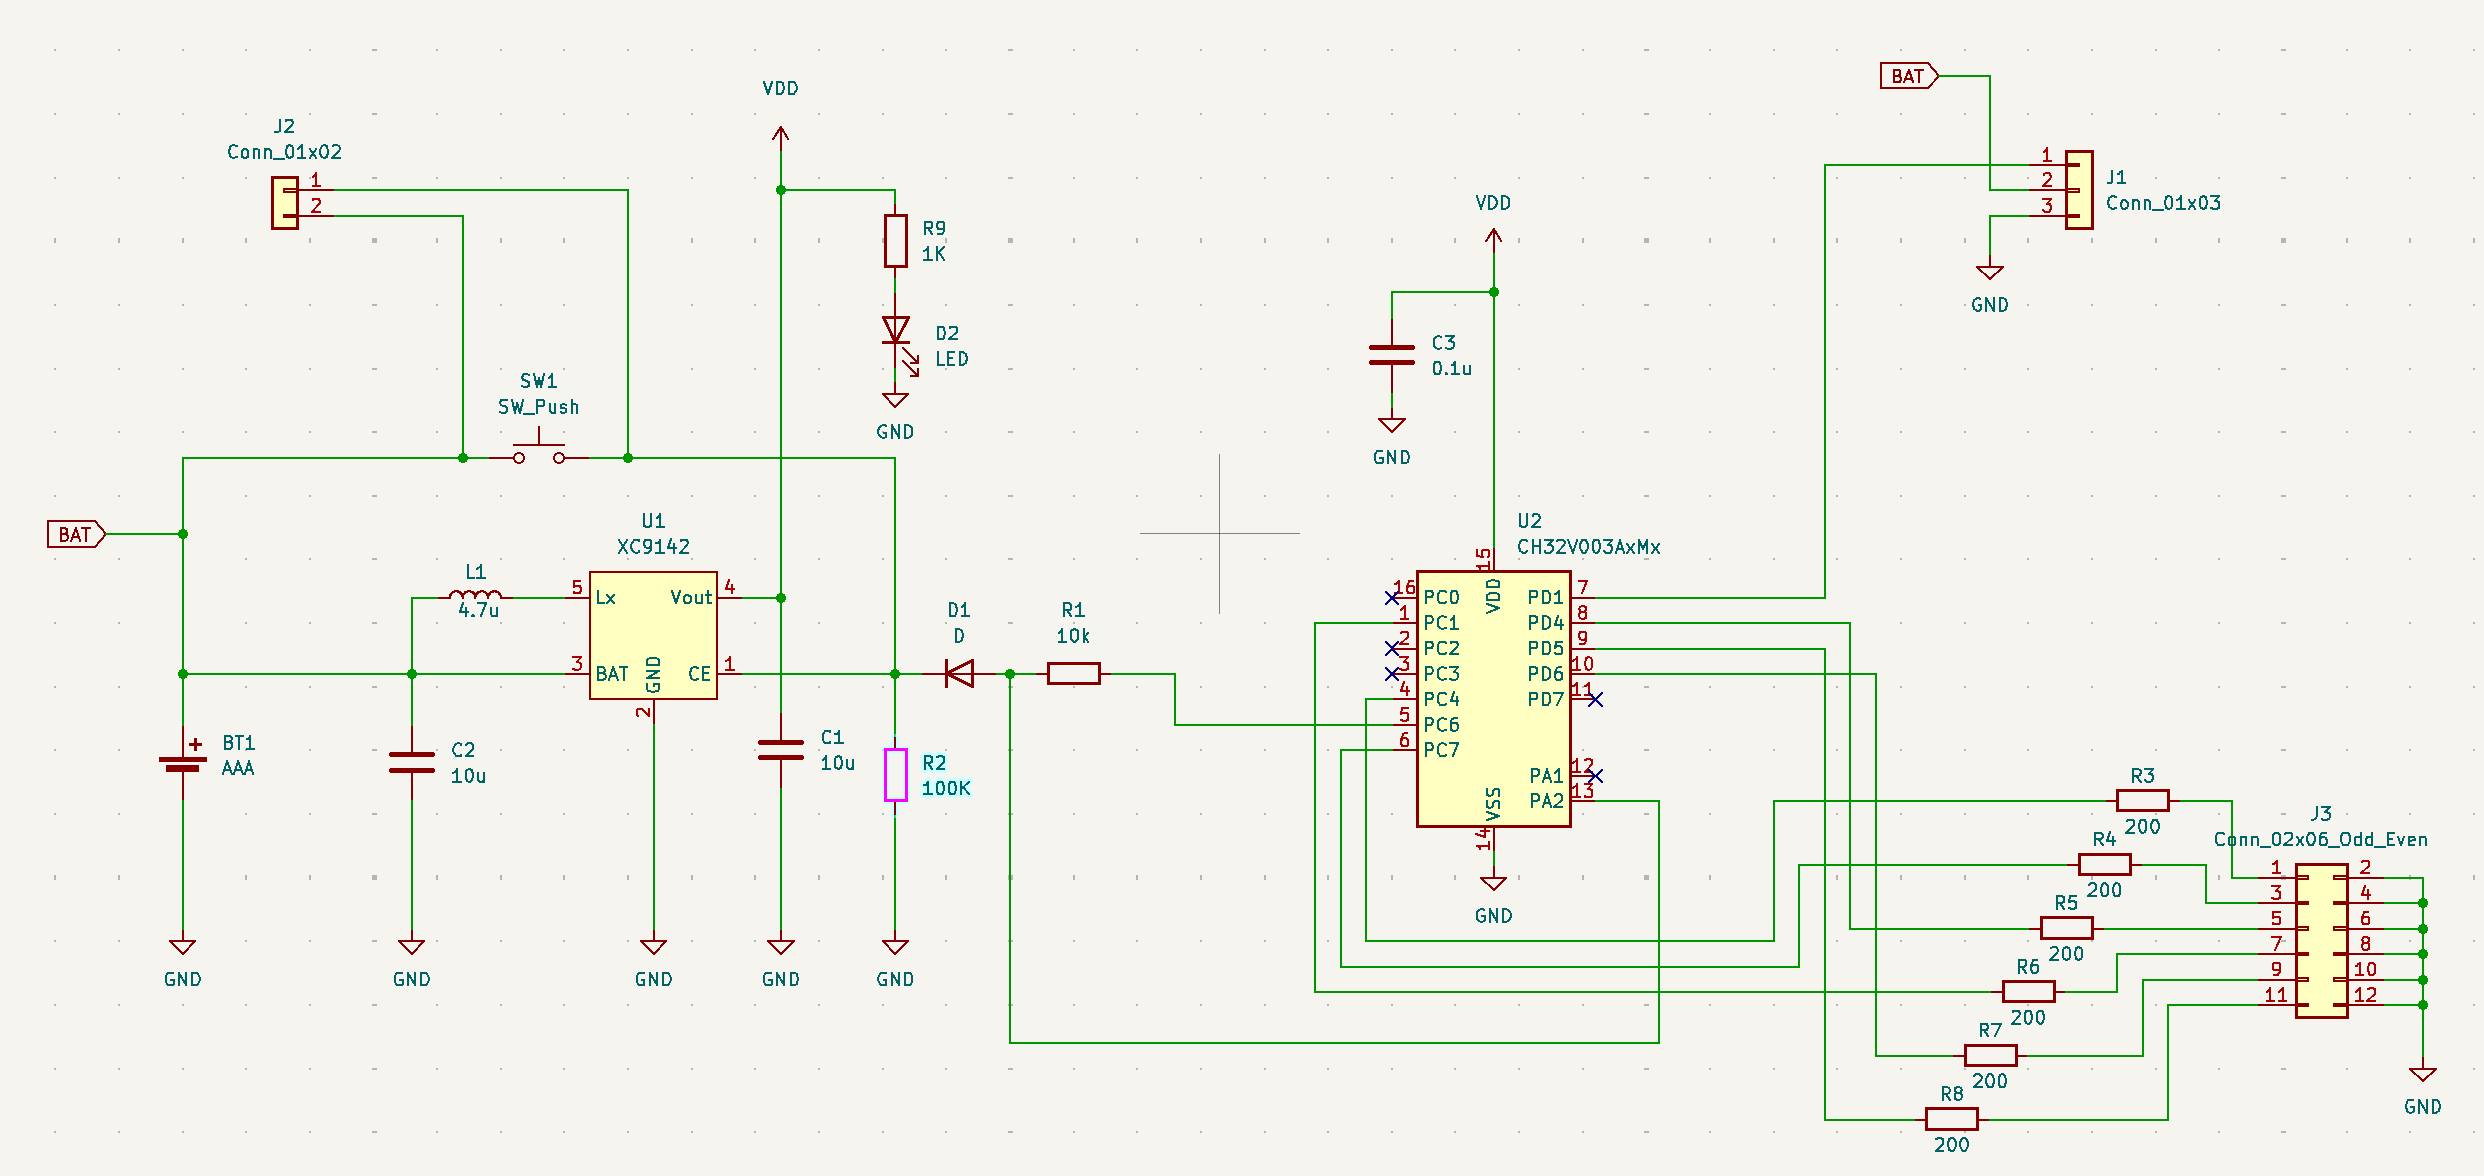 VDD
BAT
J2
Conn_01x02
1
2
R9
1K
D2
LED
GND
VDD
C3
0.1u
GND
1
2
3
J1
Conn_01x03
GND
SW1
SW_Push
BAT
L1
4.7u
U1
XC9142
5
Lx
3
BAT
GND
2
Vout
4
CE
1
D1
D
R1
10k
BT1
AAA
C2
10u
C1
10u
R2
100K
GND
GND
GND
GND
GND
U2
CH32V003AxMx
15
VDD
16
PC0
1
PC1
2
PC2
3
PC3
4
PC4
5
PC6
6
PC7
PD1
7
PD4
8
PD5
9
PD6
10
PD7
11
PA1
12
PA2
13
VSS
14
GND
R3
200
R4
200
R5
200
R6
200
R7
200
R8
200
J3
Conn_02x06_Odd_Even
1
2
3
4
5
6
7
8
9
10
11
12
GND